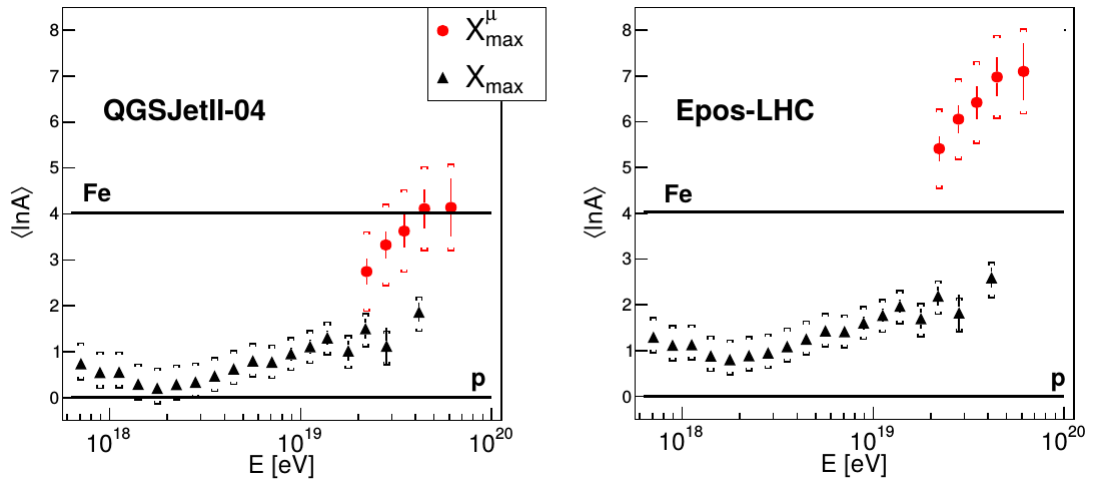 8
7
6
5
4
3
2
1
0
⟨lnA⟩
QGSJetII-04
X^μ_max
X_max
Fe
p
10^18
10^19
10^20
E [eV]
8
7
6
5
4
3
2
1
0
⟨lnA⟩
Epos-LHC
Fe
p
10^18
10^19
10^20
E [eV]